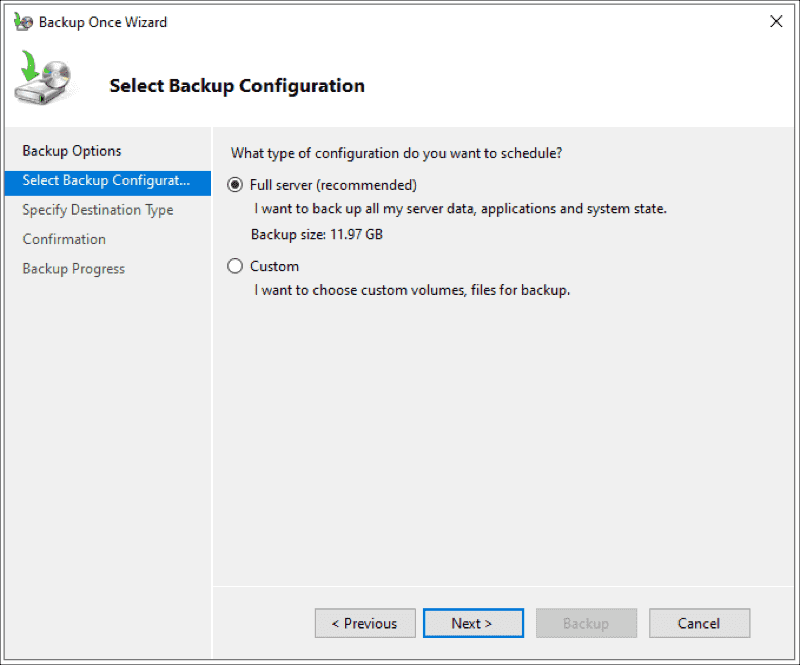 Backup Once Wizard
Select Backup Configuration
Backup Options
Select Backup Configurat...
Specify Destination Type
Confirmation
Backup Progress
What type of configuration do you want to schedule?
Full server (recommended)
I want to back up all my server data, applications and system state.
Backup size: 11.97 GB
Custom
I want to choose custom volumes, files for backup.
< Previous
Next >
Backup
Cancel